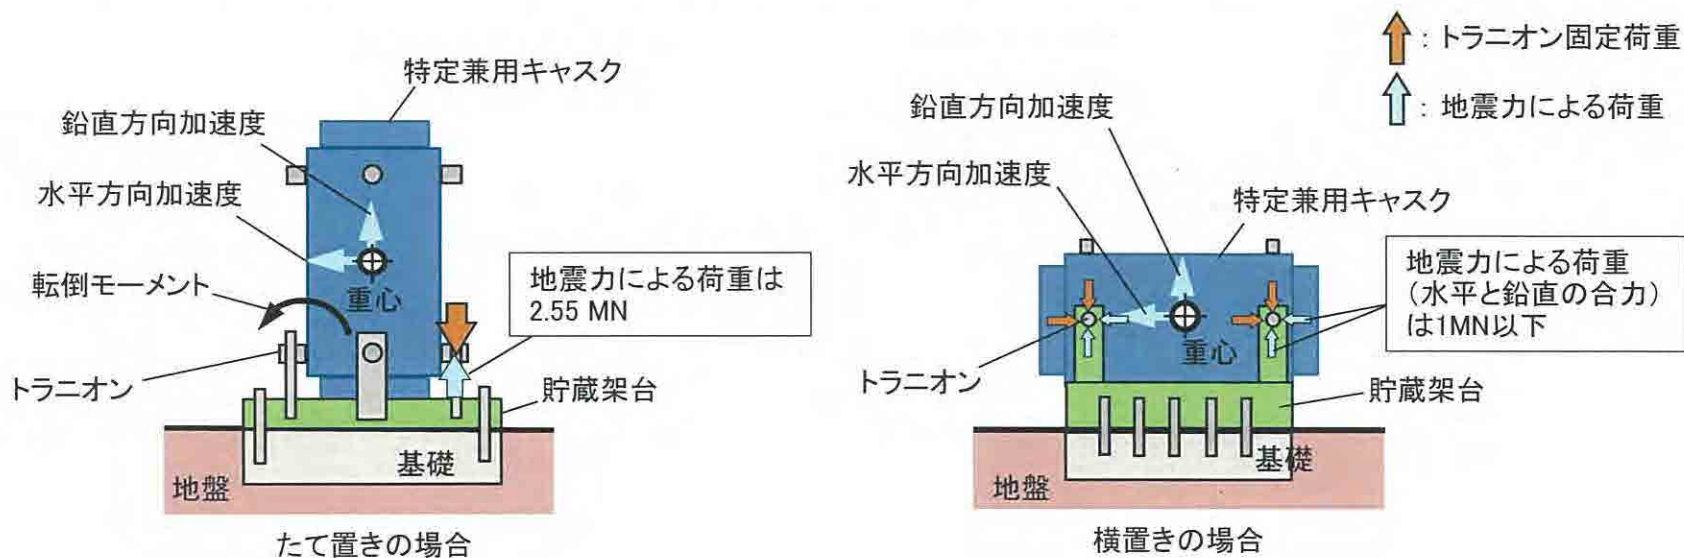 :トラニオン固定荷重
:地震力による荷重
特定兼用キャスク
鉛直方向加速度
水平方向加速度
転倒モーメント
重心
地震力による荷重は
2.55 MN
トラニオン
貯蔵架台
基礎
地盤
たて置きの場合
鉛直方向加速度
水平方向加速度
特定兼用キャスク
地震力による荷重
(水平と鉛直の合力)
は1MN以下
重心
トラニオン
貯蔵架台
基礎
地盤
横置きの場合